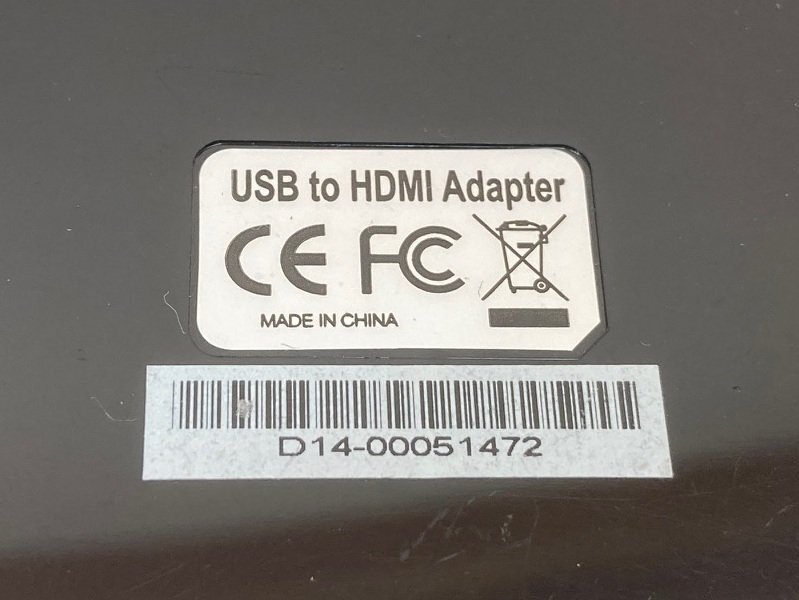 USB to HDMI Adapter
CE FC
MADE IN CHINA
D14-00051472